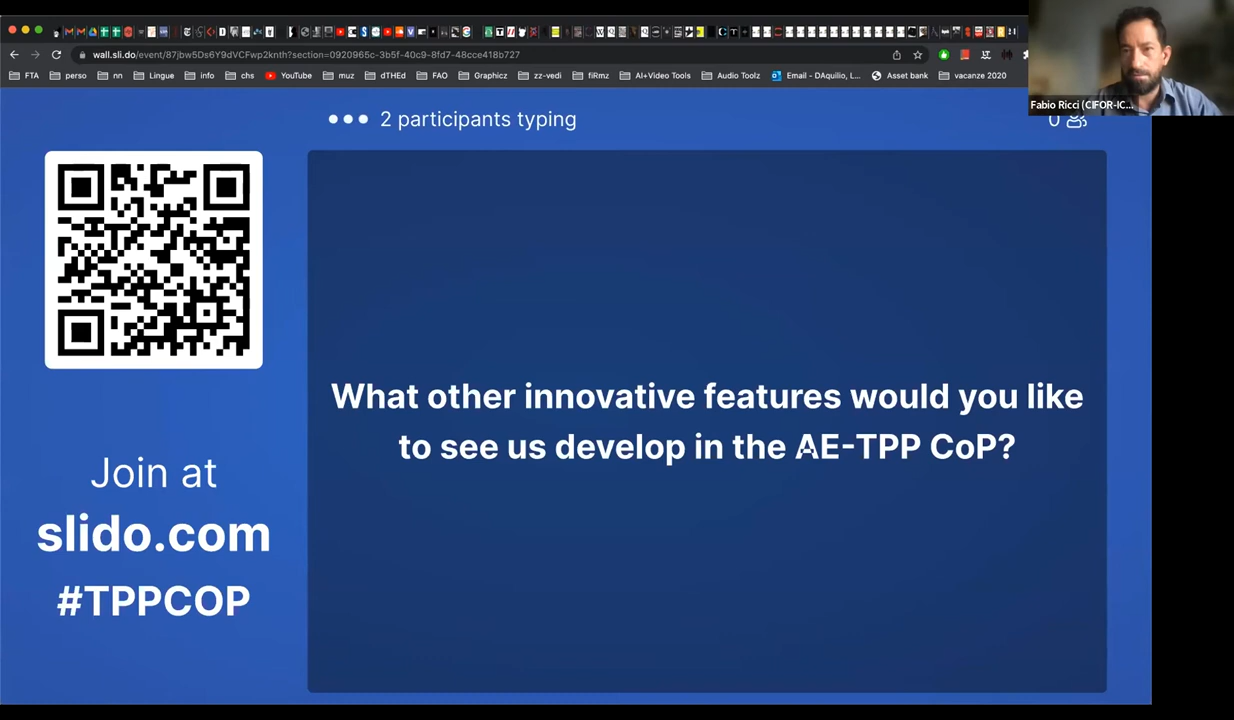 wall.sli.do/event/87jbw5Ds6Y9dVCFwp2knth?section=0920965c-3b5f-40c9-8fd7-48cce418b727
FTA perso nn Lingue info chs YouTube muz dTHEd FAO Graphicz zz-vedi fiRmz AI+Video Tools Audio Toolz Email - DAquilio, L... Asset bank vacanze 2020
Fabio Ricci (CIFOR-IC...
2 participants typing
0
What other innovative features would you like
to see us develop in the AE-TPP CoP?
Join at
slido.com
#TPPCOP